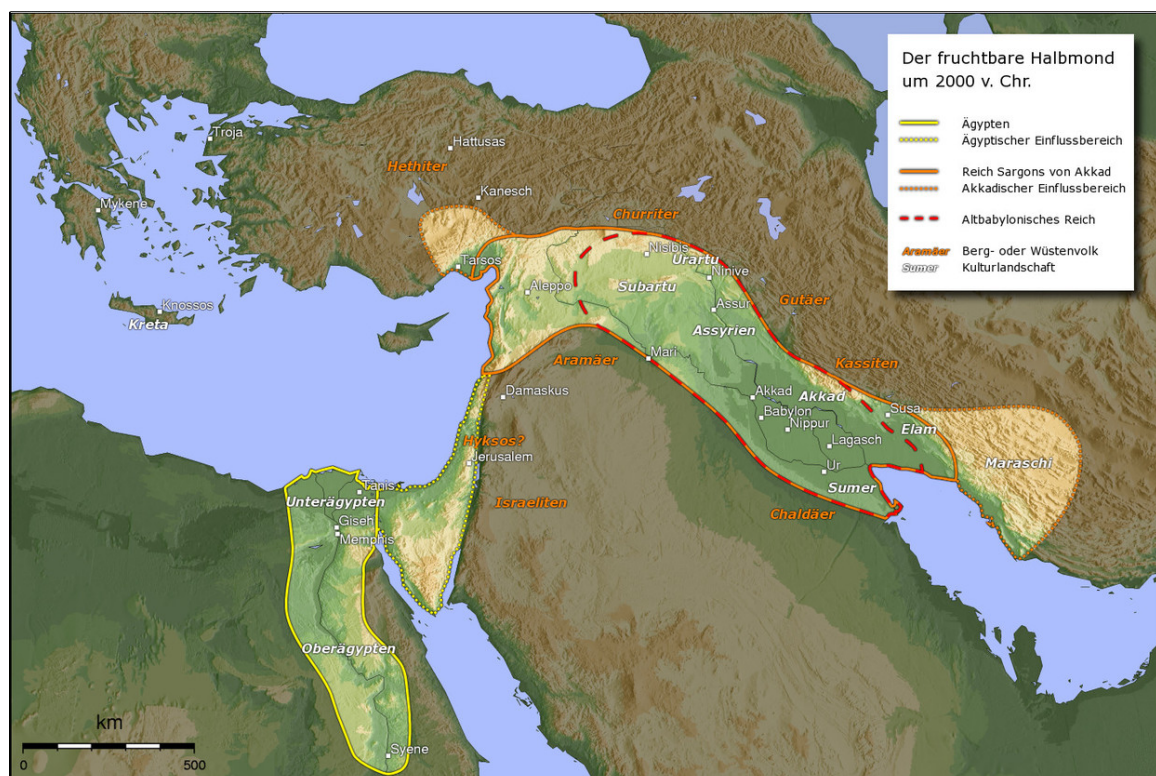 Der fruchtbare Halbmond
um 2000 v. Chr.
Ägypten
Ägyptischer Einflussbereich
Reich Sargons von Akkad
Akkadischer Einflussbereich
Altbabylonisches Reich
Aramäer Berg- oder Wüstenvolk
Sumer Kulturlandschaft
Troja
Hattusas
Hethiter
Kanesch
Mykene
Churriter
Nisibis
Urartu
Tarsos
Ninive
Aleppo
Subartu
Gutäer
Knossos
Kreta
Assur
Assyrien
Aramäer
Mari
Kassiten
Damaskus
Akkad
Akkad
Babylon
Susa
Nippur
Elam
Hyksos?
Lagasch
Jerusalem
Maraschi
Ur
Tanis
Sumer
Unterägypten
Israeliten
Chaldäer
Giseh
Memphis
Oberägypten
km
Syene
0 500